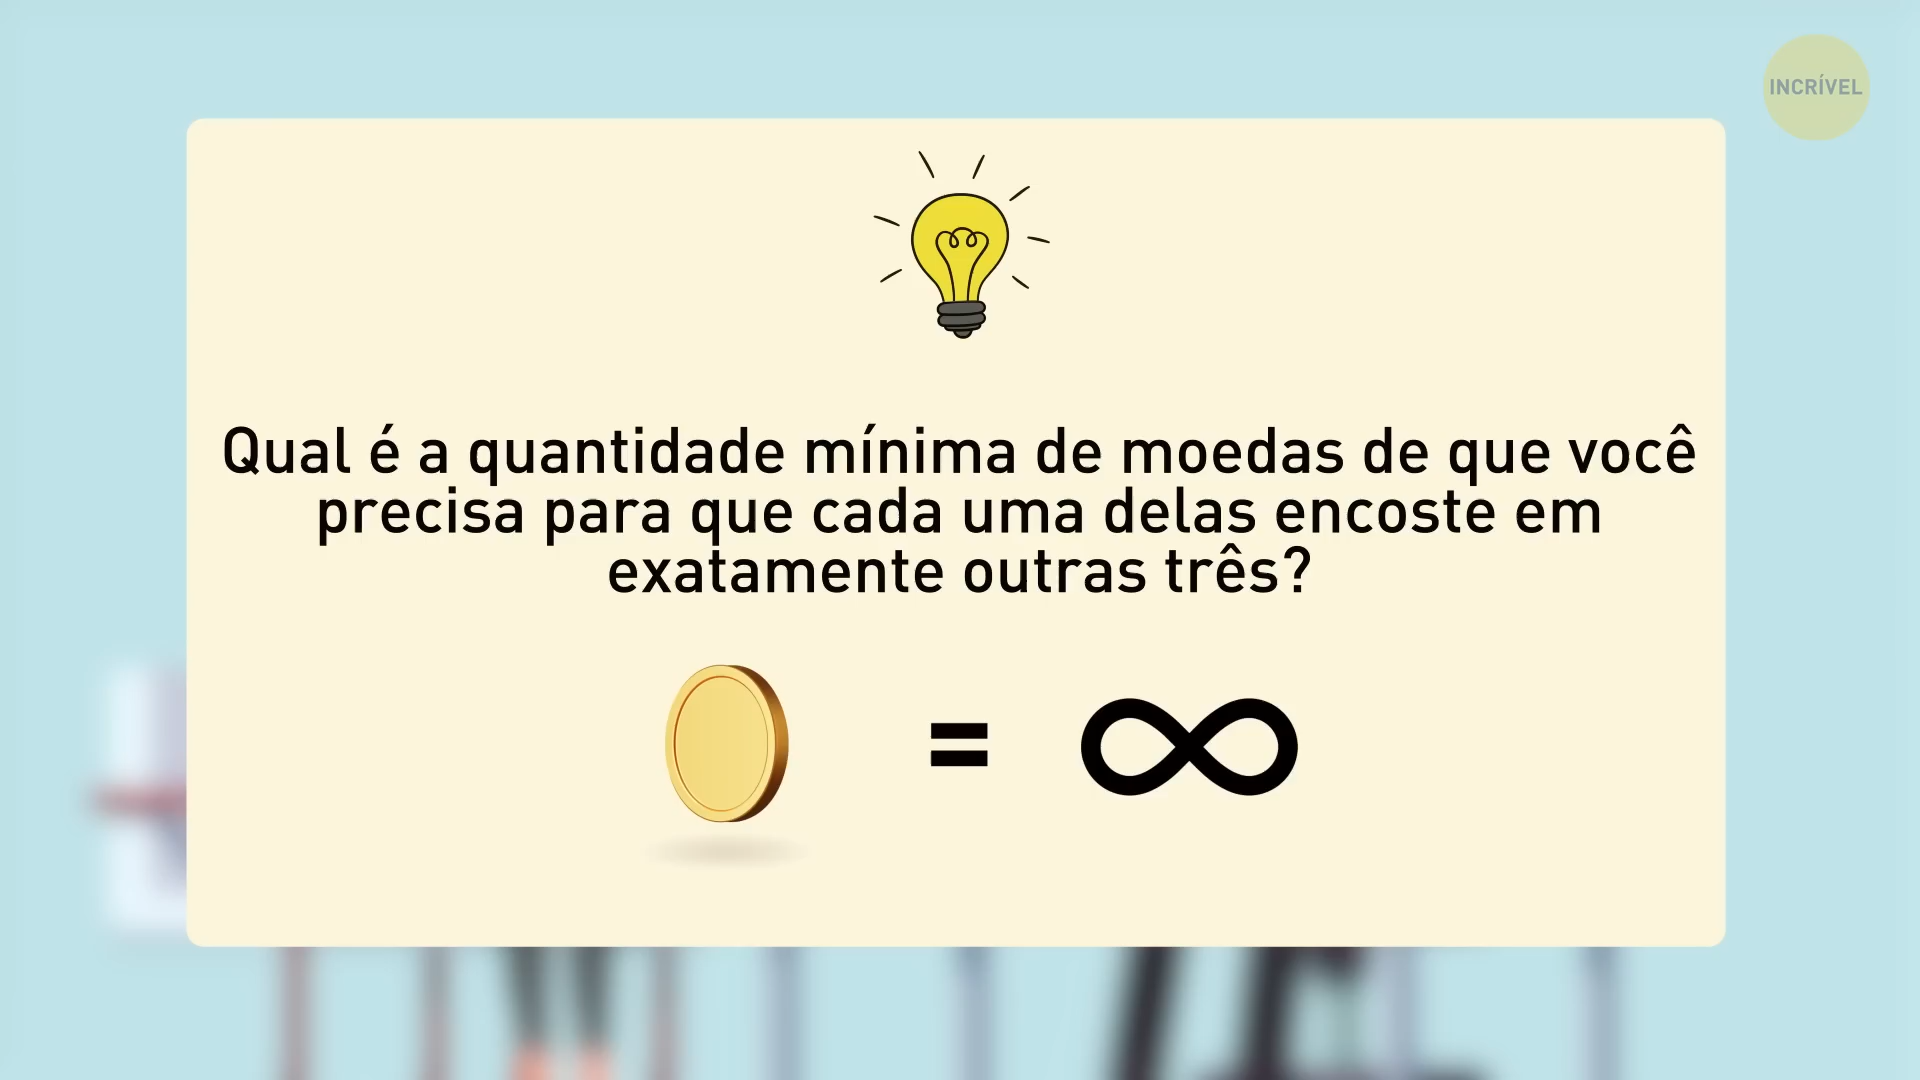 INCRÍVEL
Qual é a quantidade mínima de moedas de que você
precisa para que cada uma delas encoste em
exatamente outras três?
= ∞